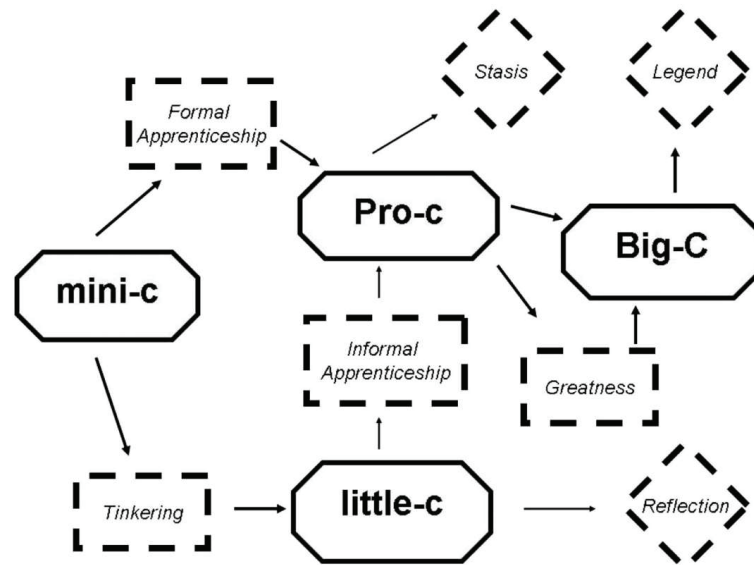 Stasis
Legend
Formal
Apprenticeship
Pro-c
Big-C
mini-c
Informal
Apprenticeship
Greatness
Tinkering
little-c
Reflection